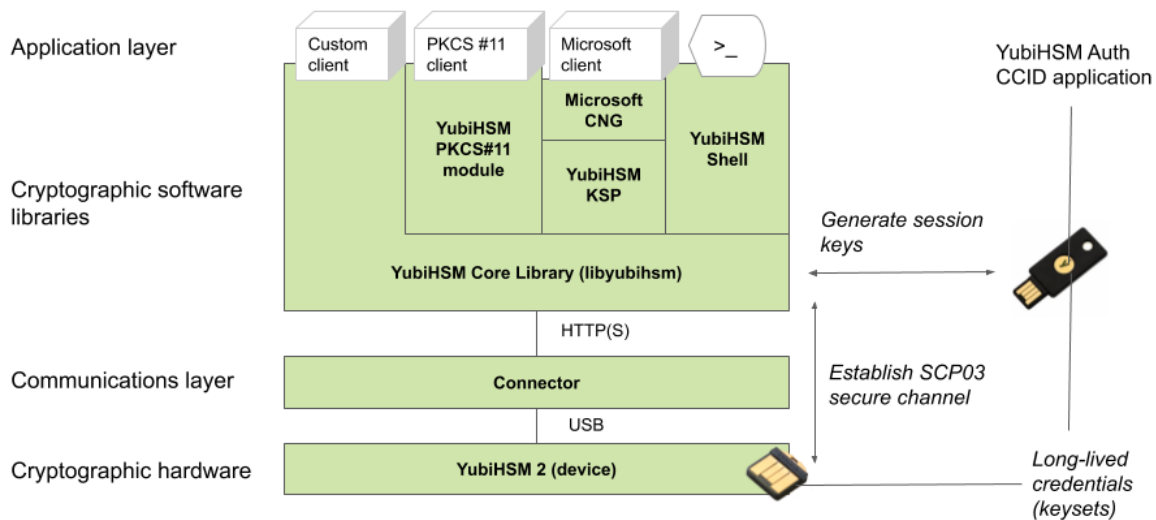 Application layer
Custom
client
PKCS #11
client
Microsoft
client
>_
YubiHSM Auth
CCID application
Cryptographic software
libraries
YubiHSM
PKCS#11
module
Microsoft
CNG
YubiHSM
KSP
YubiHSM
Shell
YubiHSM Core Library (libyubihsm)
Generate session
keys
HTTP(S)
Communications layer
Connector
Establish SCP03
secure channel
USB
Cryptographic hardware
YubiHSM 2 (device)
Long-lived
credentials
(keysets)